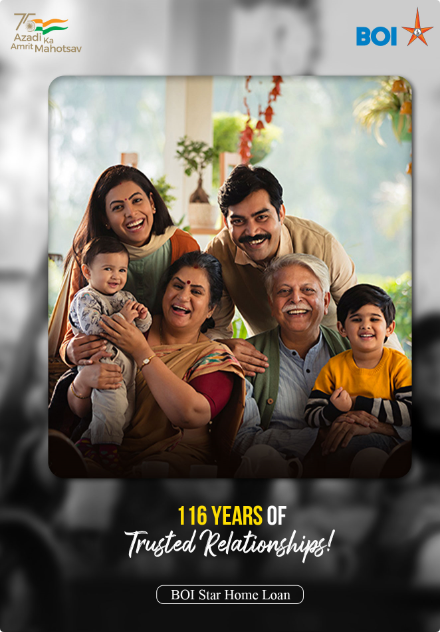 75
Azadi Ka
Amrit Mahotsav
BOI
116 YEARS OF
Trusted Relationships!
BOI Star Home Loan